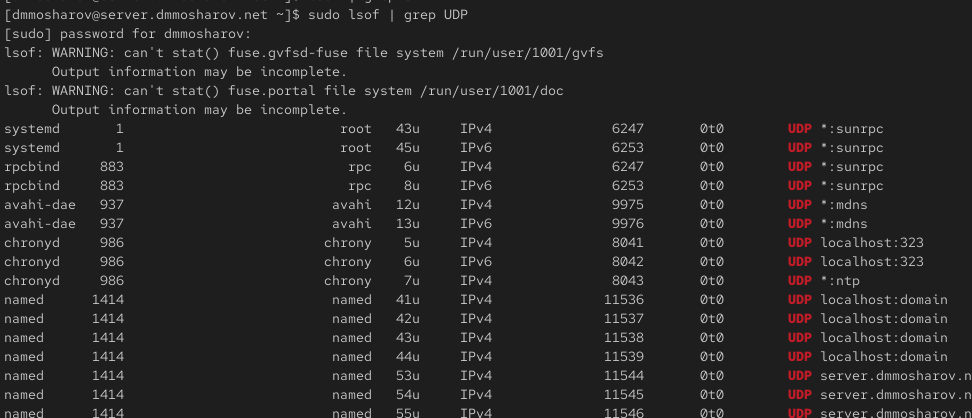 [dmmosharov@server.dmmosharov.net ~]$ sudo lsof | grep UDP
[sudo] password for dmmosharov:
lsof: WARNING: can't stat() fuse.gvfsd-fuse file system /run/user/1001/gvfs
      Output information may be incomplete.
lsof: WARNING: can't stat() fuse.portal file system /run/user/1001/doc
      Output information may be incomplete.
systemd 1 root 43u IPv4 6247 0t0 UDP *:sunrpc
systemd 1 root 45u IPv6 6253 0t0 UDP *:sunrpc
rpcbind 883 rpc 6u IPv4 6247 0t0 UDP *:sunrpc
rpcbind 883 rpc 8u IPv6 6253 0t0 UDP *:sunrpc
avahi-dae 937 avahi 12u IPv4 9975 0t0 UDP *:mdns
avahi-dae 937 avahi 13u IPv6 9976 0t0 UDP *:mdns
chronyd 986 chrony 5u IPv4 8041 0t0 UDP localhost:323
chronyd 986 chrony 6u IPv6 8042 0t0 UDP localhost:323
chronyd 986 chrony 7u IPv4 8043 0t0 UDP *:ntp
named 1414 named 41u IPv4 11536 0t0 UDP localhost:domain
named 1414 named 42u IPv4 11537 0t0 UDP localhost:domain
named 1414 named 43u IPv4 11538 0t0 UDP localhost:domain
named 1414 named 44u IPv4 11539 0t0 UDP localhost:domain
named 1414 named 53u IPv4 11544 0t0 UDP server.dmmosharov.n
named 1414 named 54u IPv4 11545 0t0 UDP server.dmmosharov.n
named 1414 named 55u IPv4 11546 0t0 UDP server.dmmosharov.n